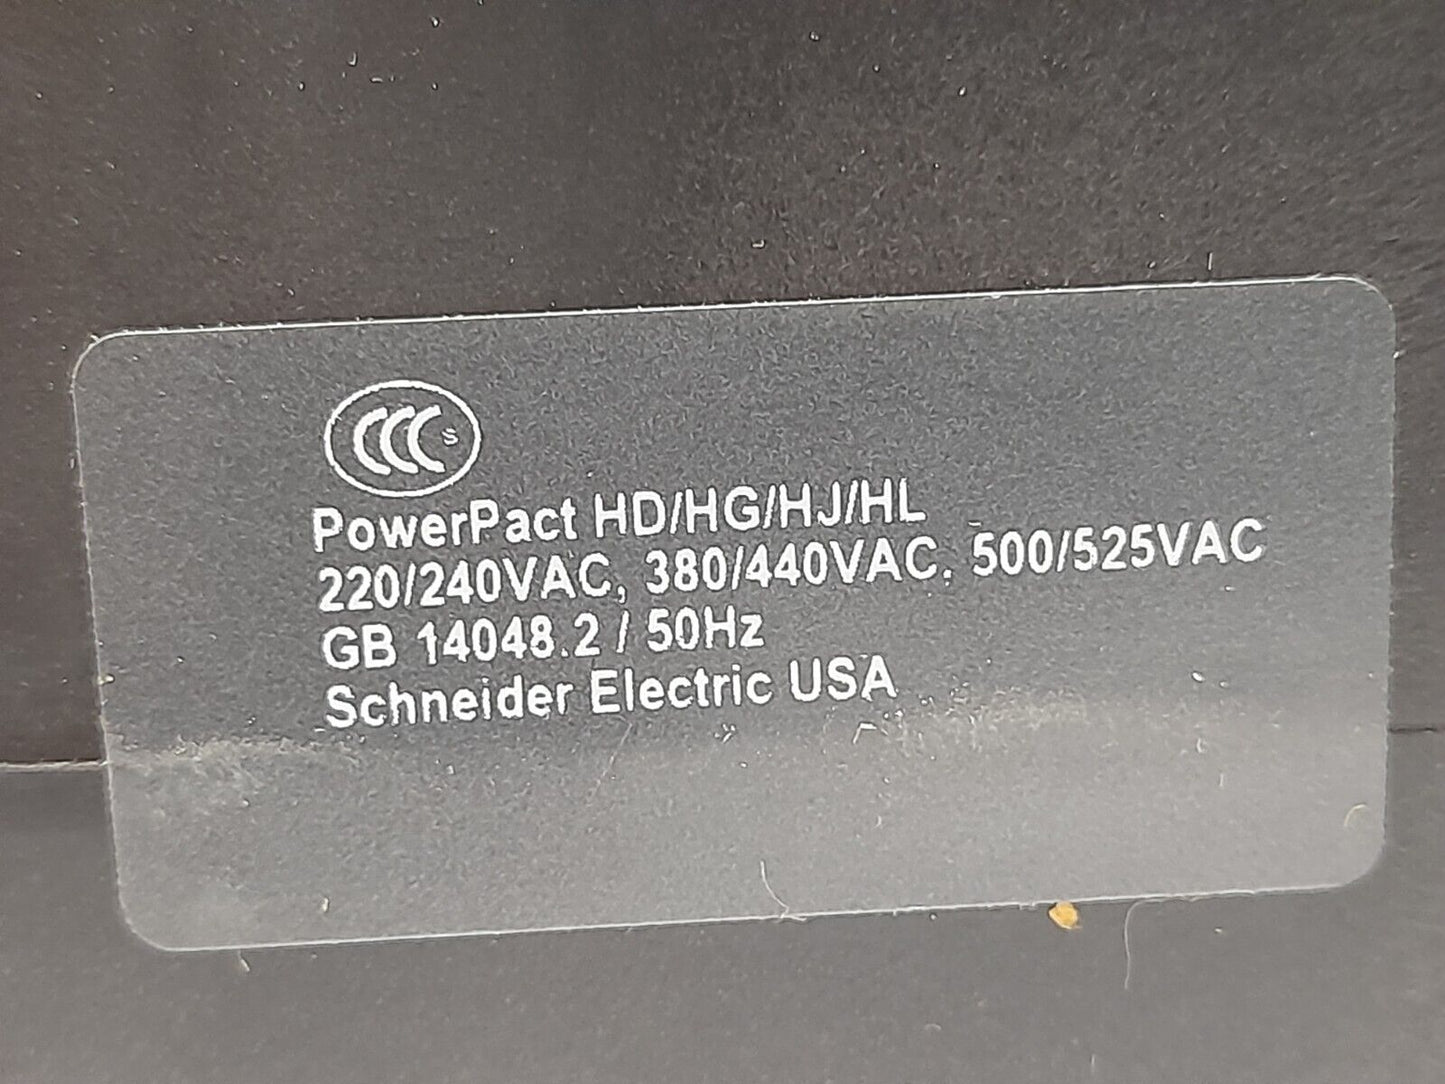 CCC S
PowerPact HD/HG/HJ/HL
220/240VAC, 380/440VAC, 500/525VAC
GB 14048.2 / 50Hz
Schneider Electric USA